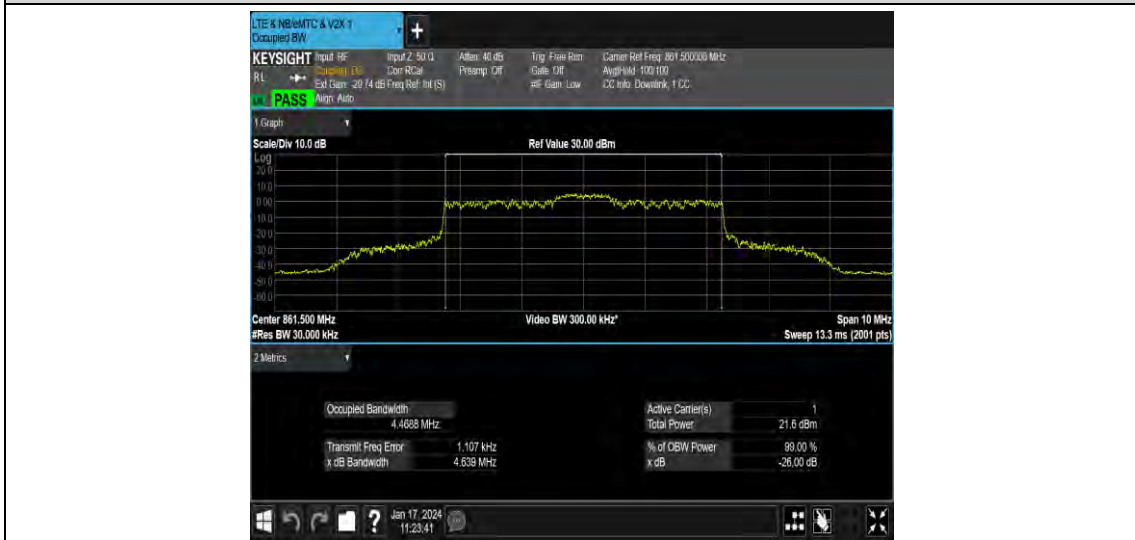 LTE & NB/eMTC & V2X 1
Occupied BW
KEYSIGHT Input: RF Input Z: 50 Ω Atten: 40 dB Trig: Free Run Carrier Ref Freq: 861.500000 MHz
RL Coupling: DC Corr RCal Preamp: Off Gate: Off Avg|Hold: 100/100
Ext Gain: -20.74 dB Freq Ref: Int (S) #IF Gain: Low CC Info: Downlink, 1 CC
PASS Align: Auto
1 Graph
Scale/Div 10.0 dB Ref Value 30.00 dBm
Log
20.0
10.0
0.00
-10.0
-20.0
-30.0
-40.0
-50.0
-60.0
Center 861.500 MHz Video BW 300.00 kHz* Span 10 MHz
#Res BW 30.000 kHz Sweep 13.3 ms (2001 pts)
2 Metrics
Occupied Bandwidth Active Carrier(s) 1
4.4688 MHz Total Power 21.6 dBm
Transmit Freq Error 1.107 kHz % of OBW Power 99.00 %
x dB Bandwidth 4.639 MHz x dB -26.00 dB
? Jan 17, 2024
11:23:41